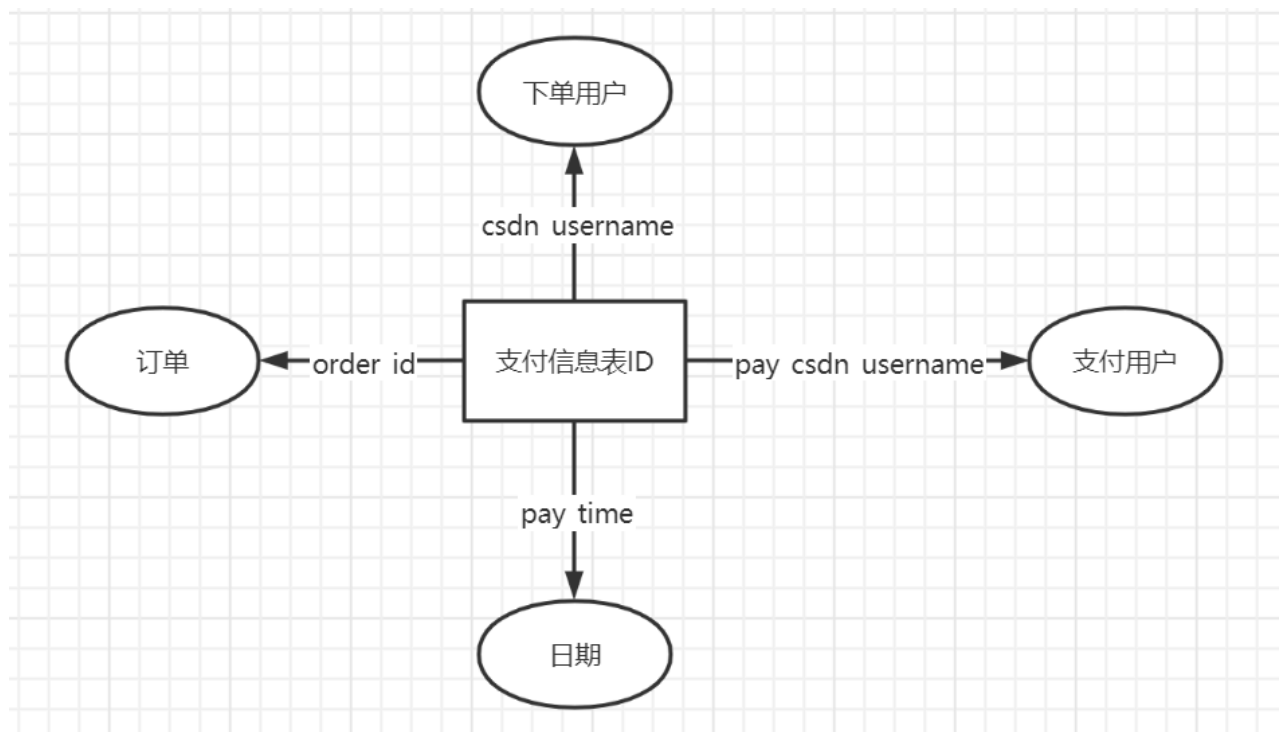 下单用户
csdn username
订单
order id
支付信息表ID
pay csdn username
支付用户
pay time
日期